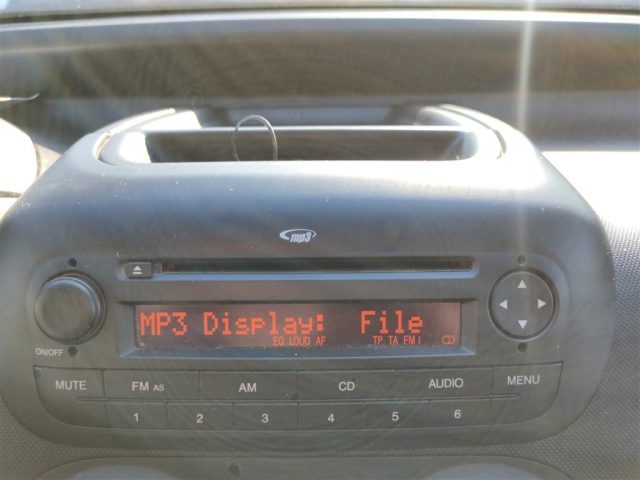 mp3
MP3 Display: File
EQ LOUD AF TP TA FM1 CD
ON/OFF
MUTE FM AS AM CD AUDIO MENU
1 2 3 4 5 6